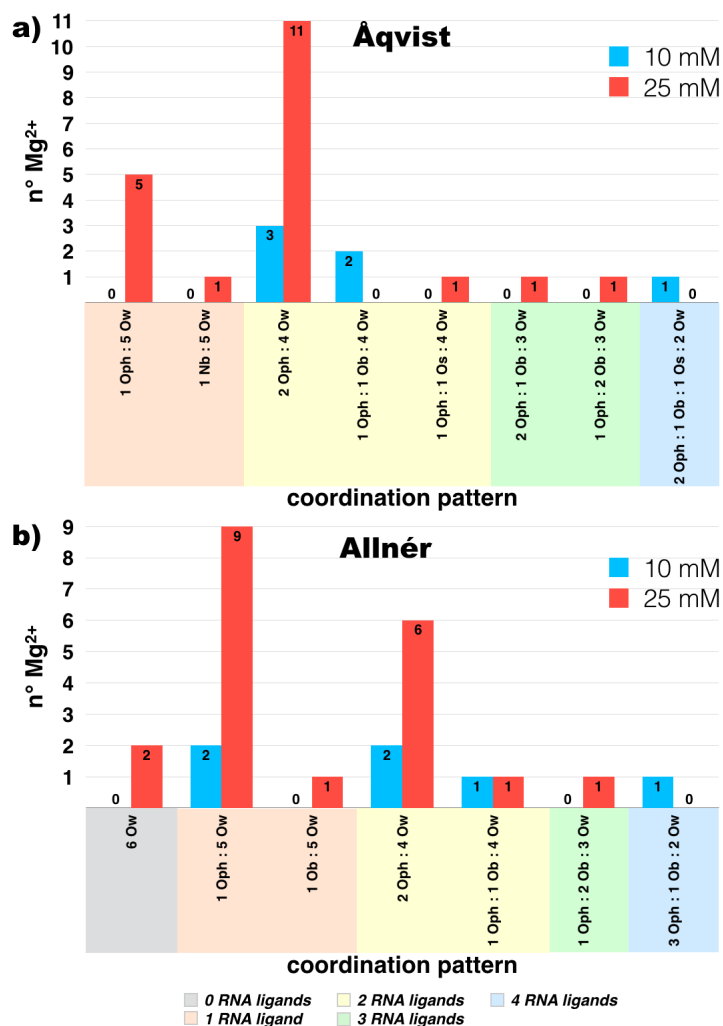 a)
Åqvist
10 mM
25 mM
n° Mg²⁺
11
10
9
8
7
6
5
4
3
2
1
0
5
0
1
3
11
2
0
0
1
0
1
0
1
1
0
1 Oph : 5 Ow
1 Nb : 5 Ow
2 Oph : 4 Ow
1 Oph : 1 Ob : 4 Ow
1 Oph : 1 Os : 4 Ow
2 Oph : 1 Ob : 3 Ow
1 Oph : 2 Ob : 3 Ow
2 Oph : 1 Ob : 1 Os : 2 Ow
coordination pattern
b)
Allnér
10 mM
25 mM
n° Mg²⁺
9
8
7
6
5
4
3
2
1
0
2
2
9
0
1
2
6
1
1
0
1
1
0
6 Ow
1 Oph : 5 Ow
1 Ob : 5 Ow
2 Oph : 4 Ow
1 Oph : 1 Ob : 4 Ow
1 Oph : 2 Ob : 3 Ow
3 Oph : 1 Ob : 2 Ow
coordination pattern
0 RNA ligands
2 RNA ligands
4 RNA ligands
1 RNA ligand
3 RNA ligands